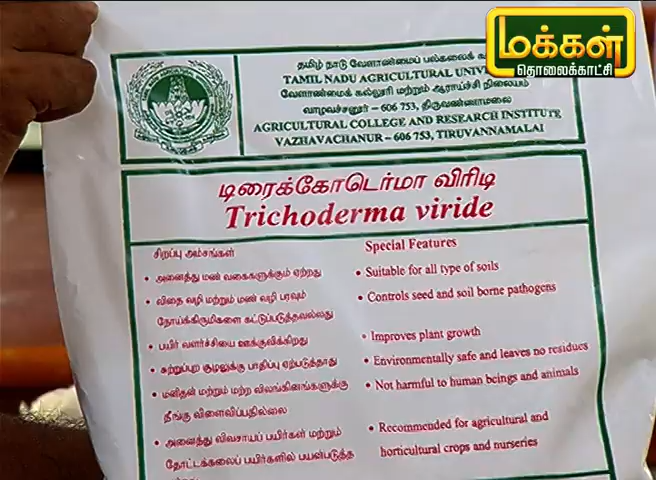 மக்கள்
தொலைக்காட்சி
தமிழ் நாடு வேளாண்மைப் பல்கலைக்
TAMIL NADU AGRICULTURAL
வேளாண்மைக் கல்லூரி மற்றும் ஆராய்ச்சி நிலையம்
வாழவச்சனூர் – 606 753, திருவண்ணாமலை
AGRICULTURAL COLLEGE AND RESEARCH INSTITUTE
VAZHAVACHANUR – 606 753, TIRUVANNAMALAI
டிரைக்கோடெர்மா விரிடி
Trichoderma viride
சிறப்பு அம்சங்கள்
• அனைத்து மண் வகைகளுக்கும் ஏற்றது
• விதை வழி மற்றும் மண் வழி பரவும்
நோய்க்கிருமிகளை கட்டுப்படுத்தவல்லது
• பயிர் வளர்ச்சியை ஊக்குவிக்கிறது
• சுற்றுப்புற சூழலுக்கு பாதிப்பு ஏற்படுத்தாது
• மனிதன் மற்றும் மற்ற விலங்கினங்களுக்கு
தீங்கு விளைவிப்பதில்லை
• அனைத்து விவசாயப் பயிர்கள் மற்றும்
தோட்டக்கலைப் பயிர்களில் பயன்படுத்த
Special Features
• Suitable for all type of soils
• Controls seed and soil borne pathogens
• Improves plant growth
• Environmentally safe and leaves no residues
• Not harmful to human beings and animals
• Recommended for agricultural and
horticultural crops and nurseries